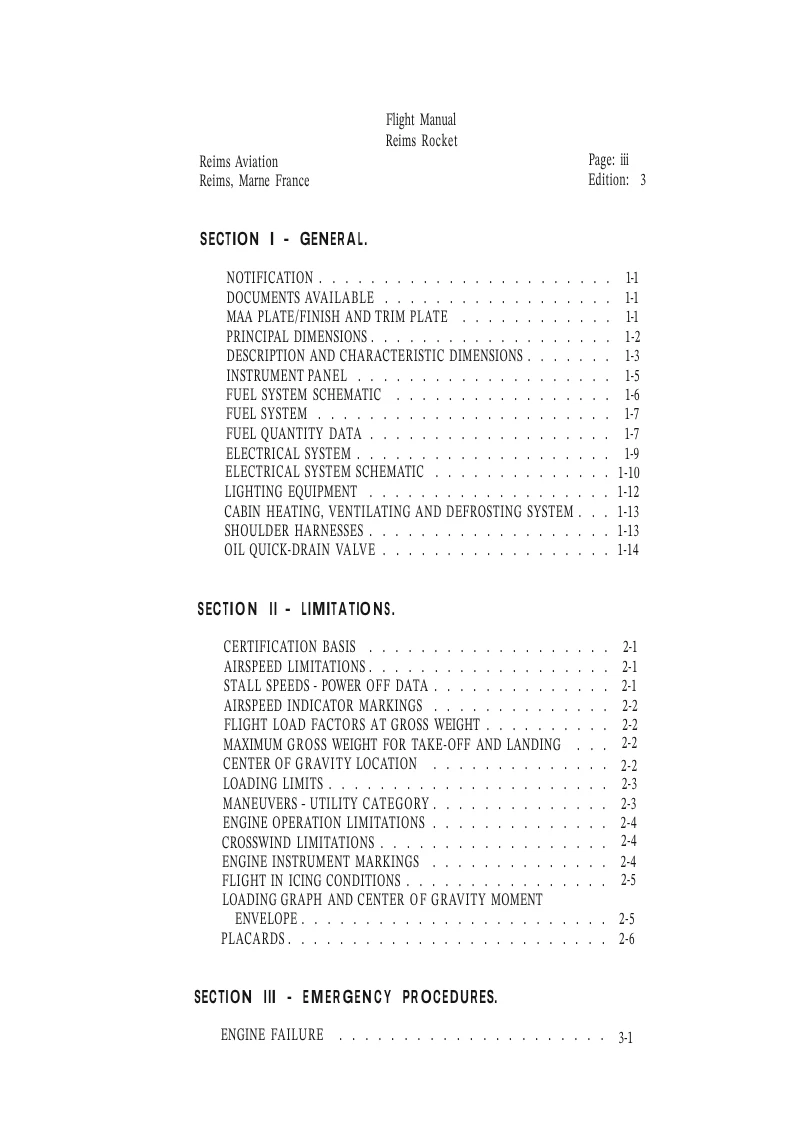 Flight Manual
Reims Rocket
Reims Aviation
Page: iii
Reims, Marne France
Edition: 3
SECTION I - GENERAL.
NOTIFICATION . . . . . . . . . . . . . . . . . . . . . . . 1-1
DOCUMENTS AVAILABLE . . . . . . . . . . . . . . . . . . 1-1
MAA PLATE/FINISH AND TRIM PLATE . . . . . . . . . . . . 1-1
PRINCIPAL DIMENSIONS . . . . . . . . . . . . . . . . . . . 1-2
DESCRIPTION AND CHARACTERISTIC DIMENSIONS . . . . . . . 1-3
INSTRUMENT PANEL . . . . . . . . . . . . . . . . . . . . 1-5
FUEL SYSTEM SCHEMATIC . . . . . . . . . . . . . . . . . 1-6
FUEL SYSTEM . . . . . . . . . . . . . . . . . . . . . . . 1-7
FUEL QUANTITY DATA . . . . . . . . . . . . . . . . . . . 1-7
ELECTRICAL SYSTEM . . . . . . . . . . . . . . . . . . . . 1-9
ELECTRICAL SYSTEM SCHEMATIC . . . . . . . . . . . . . . 1-10
LIGHTING EQUIPMENT . . . . . . . . . . . . . . . . . . . 1-12
CABIN HEATING, VENTILATING AND DEFROSTING SYSTEM . . . 1-13
SHOULDER HARNESSES . . . . . . . . . . . . . . . . . . . 1-13
OIL QUICK-DRAIN VALVE . . . . . . . . . . . . . . . . . . 1-14
SECTION II - LIMITATIONS.
CERTIFICATION BASIS . . . . . . . . . . . . . . . . . . . 2-1
AIRSPEED LIMITATIONS . . . . . . . . . . . . . . . . . . . 2-1
STALL SPEEDS - POWER OFF DATA . . . . . . . . . . . . . . 2-1
AIRSPEED INDICATOR MARKINGS . . . . . . . . . . . . . . 2-2
FLIGHT LOAD FACTORS AT GROSS WEIGHT . . . . . . . . . . 2-2
MAXIMUM GROSS WEIGHT FOR TAKE-OFF AND LANDING . . . 2-2
CENTER OF GRAVITY LOCATION . . . . . . . . . . . . . . 2-2
LOADING LIMITS . . . . . . . . . . . . . . . . . . . . . . 2-3
MANEUVERS - UTILITY CATEGORY . . . . . . . . . . . . . . 2-3
ENGINE OPERATION LIMITATIONS . . . . . . . . . . . . . . 2-4
CROSSWIND LIMITATIONS . . . . . . . . . . . . . . . . . . 2-4
ENGINE INSTRUMENT MARKINGS . . . . . . . . . . . . . . 2-4
FLIGHT IN ICING CONDITIONS . . . . . . . . . . . . . . . . 2-5
LOADING GRAPH AND CENTER OF GRAVITY MOMENT
ENVELOPE . . . . . . . . . . . . . . . . . . . . . . . . 2-5
PLACARDS . . . . . . . . . . . . . . . . . . . . . . . . . 2-6
SECTION III - EMERGENCY PROCEDURES.
ENGINE FAILURE . . . . . . . . . . . . . . . . . . . . . 3-1